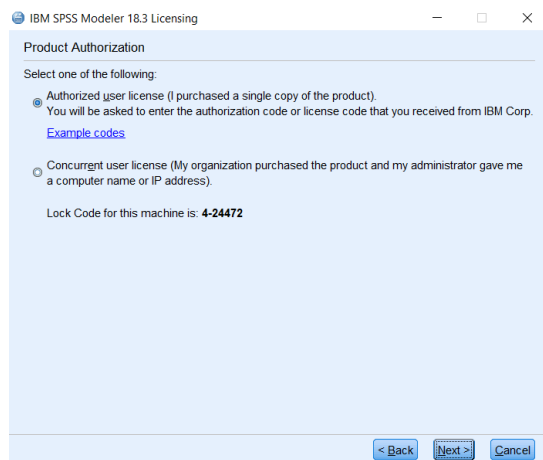 IBM SPSS Modeler 18.3 Licensing
Product Authorization
Select one of the following:
Authorized user license (I purchased a single copy of the product).
You will be asked to enter the authorization code or license code that you received from IBM Corp.
Example codes
Concurrent user license (My organization purchased the product and my administrator gave me
a computer name or IP address).
Lock Code for this machine is: 4-24472
< Back Next > Cancel